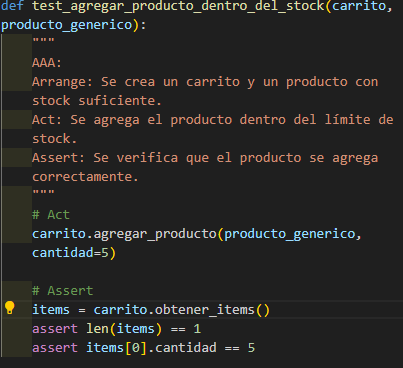 def test_agregar_producto_dentro_del_stock(carrito,
producto_generico):
"""
AAA:
Arrange: Se crea un carrito y un producto con
stock suficiente.
Act: Se agrega el producto dentro del límite de
stock.
Assert: Se verifica que el producto se agrega
correctamente.
"""
# Act
carrito.agregar_producto(producto_generico,
cantidad=5)
# Assert
items = carrito.obtener_items()
assert len(items) == 1
assert items[0].cantidad == 5